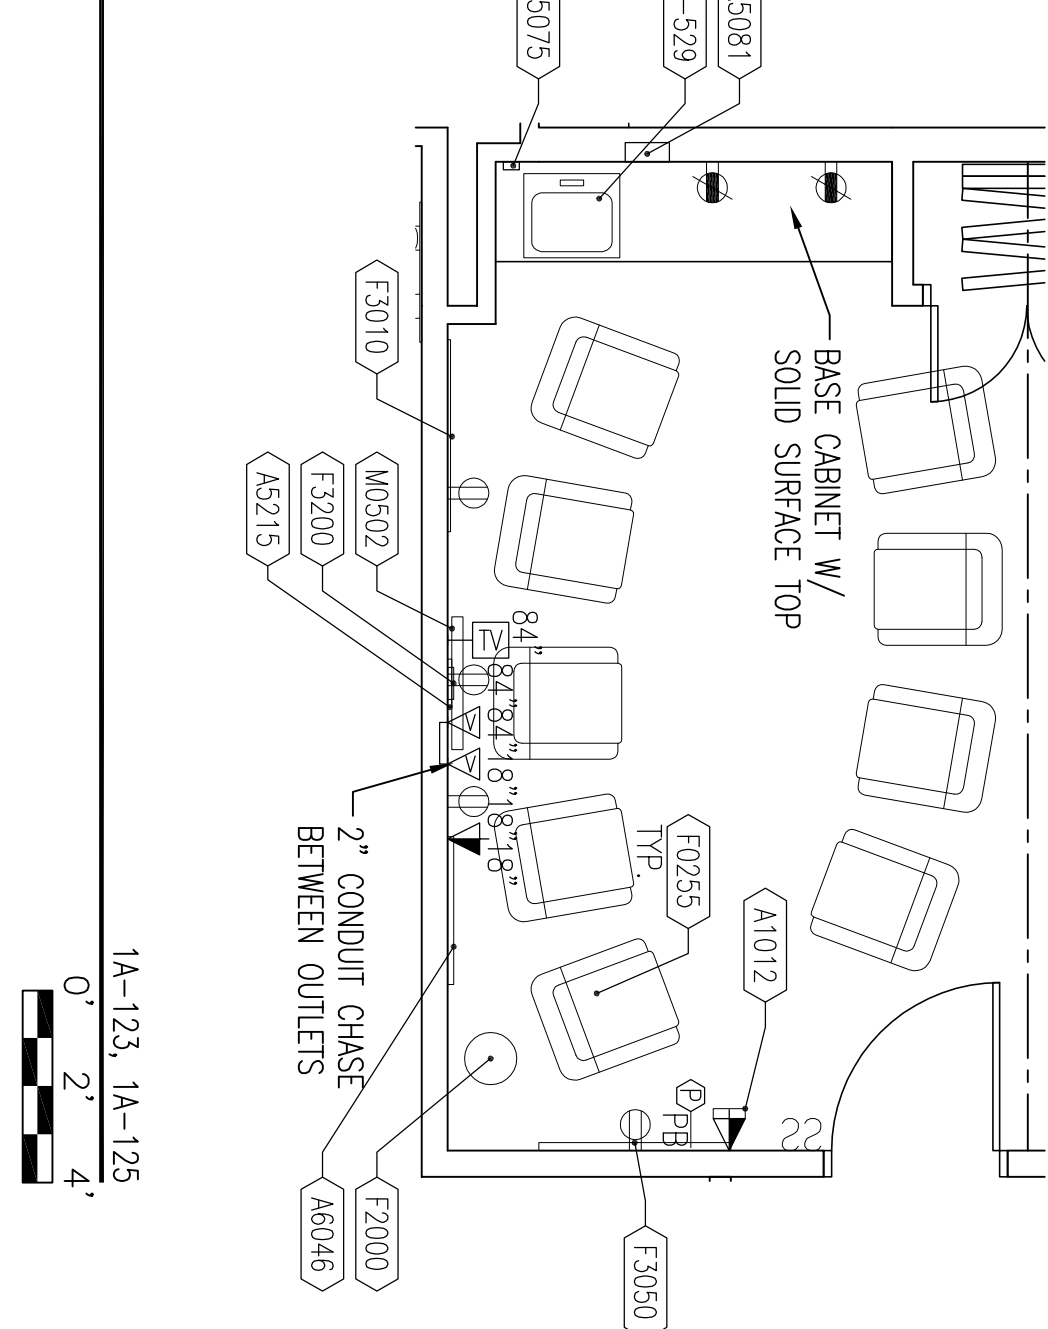 5075
-529
5081
F3010
BASE CABINET W/
SOLID SURFACE TOP
M0502
F3200
A5215
TV
84"
84"
84"
18"
18"
18"
V
V
2" CONDUIT CHASE
BETWEEN OUTLETS
F0255
TYP.
A1012
P
PB
SS
F3050
F2000
A6046
1A-123, 1A-125
0' 2' 4'